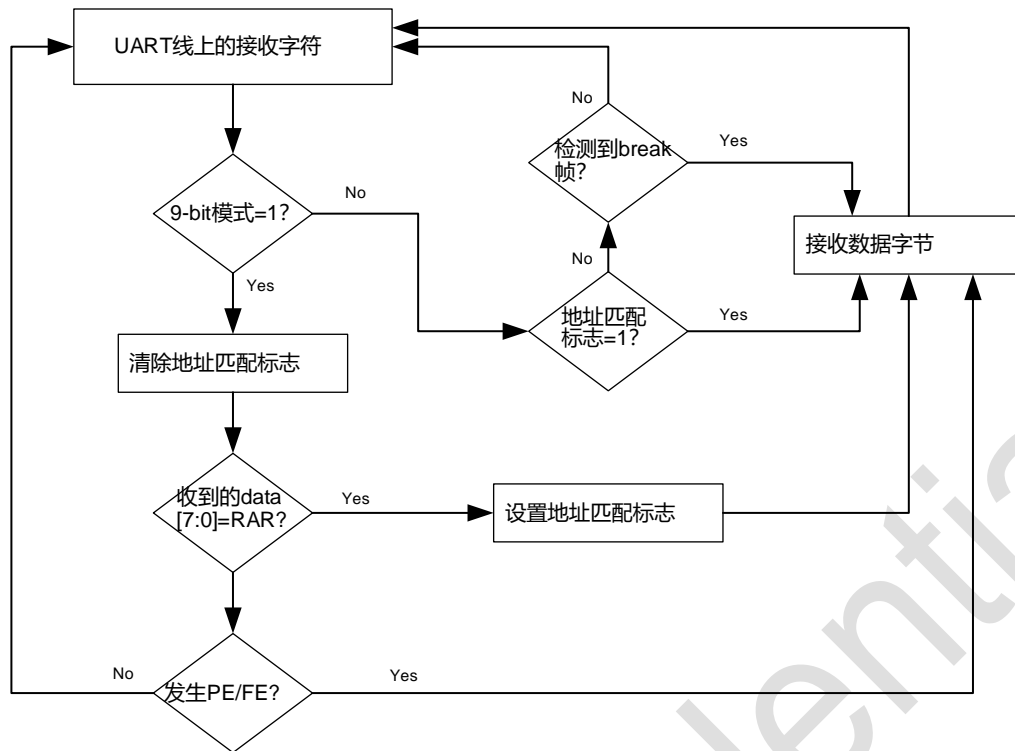 UART线上的接收字符
No
检测到break
帧?
Yes
9-bit模式=1?
No
接收数据字节
Yes
No
地址匹配
标志=1?
Yes
清除地址匹配标志
收到的data
[7:0]=RAR?
Yes
设置地址匹配标志
No
发生PE/FE?
Yes